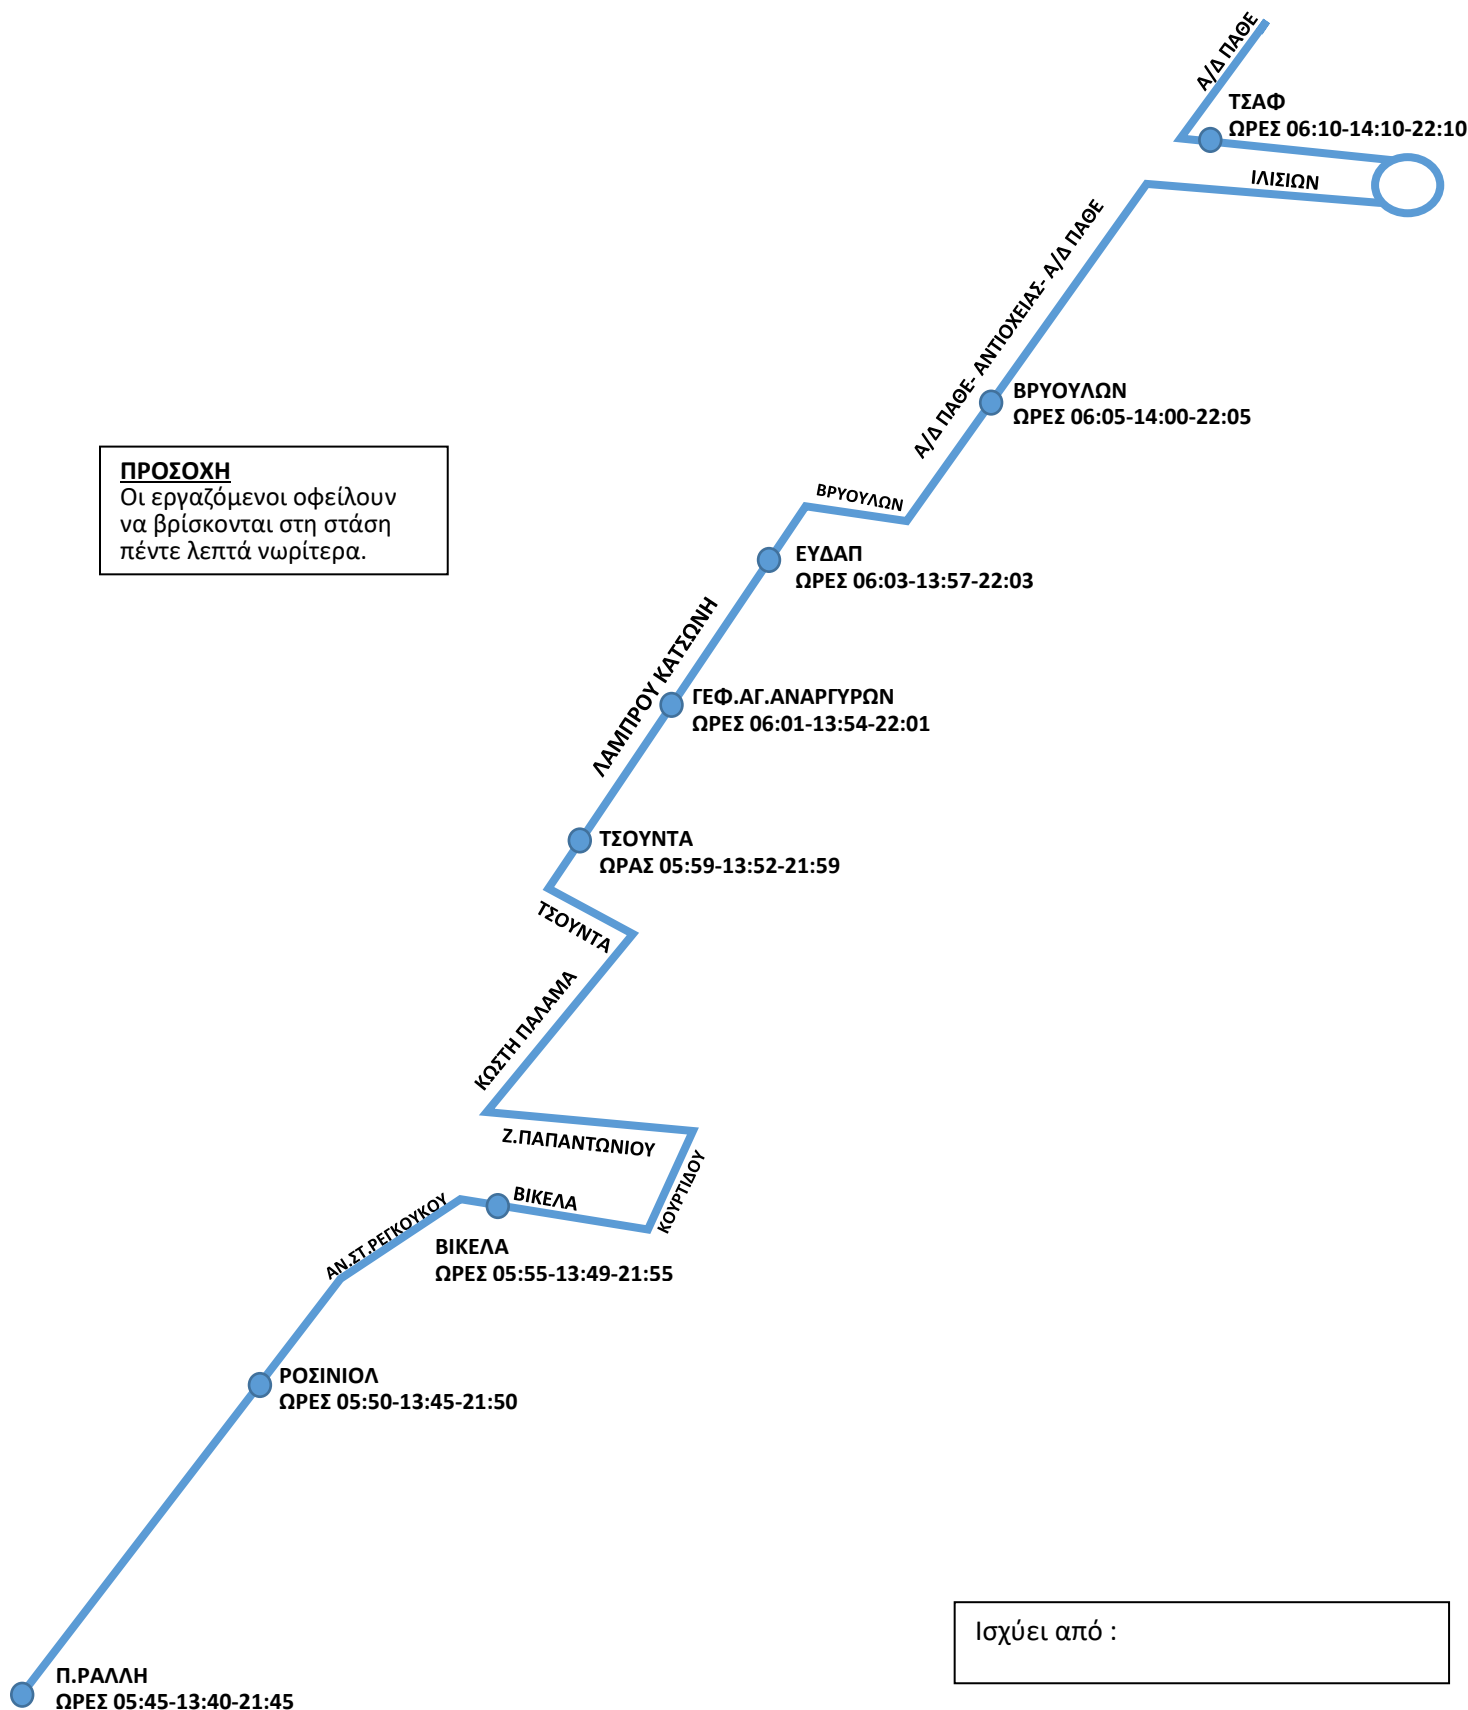 Α/Δ ΠΑΘΕ
ΤΣΑΦ
ΩΡΕΣ 06:10-14:10-22:10
ΙΛΙΣΙΩΝ
Α/Δ ΠΑΘΕ- ΑΝΤΙΟΧΕΙΑΣ- Α/Δ ΠΑΘΕ
ΒΡΥΟΥΛΩΝ
ΩΡΕΣ 06:05-14:00-22:05
ΠΡΟΣΟΧΗ
Οι εργαζόμενοι οφείλουν
να βρίσκονται στη στάση
πέντε λεπτά νωρίτερα.
ΒΡΥΟΥΛΩΝ
ΕΥΔΑΠ
ΩΡΕΣ 06:03-13:57-22:03
ΛΑΜΠΡΟΥ ΚΑΤΣΩΝΗ
ΓΕΦ.ΑΓ.ΑΝΑΡΓΥΡΩΝ
ΩΡΕΣ 06:01-13:54-22:01
ΤΣΟΥΝΤΑ
ΩΡΑΣ 05:59-13:52-21:59
ΤΣΟΥΝΤΑ
ΚΩΣΤΗ ΠΑΛΑΜΑ
Ζ.ΠΑΠΑΝΤΩΝΙΟΥ
ΚΟΥΡΤΙΔΟΥ
ΒΙΚΕΛΑ
ΑΝ.ΣΤ.ΡΕΓΚΟΥΚΟΥ
ΒΙΚΕΛΑ
ΩΡΕΣ 05:55-13:49-21:55
ΡΟΣΙΝΙΟΛ
ΩΡΕΣ 05:50-13:45-21:50
Ισχύει από :
Π.ΡΑΛΛΗ
ΩΡΕΣ 05:45-13:40-21:45